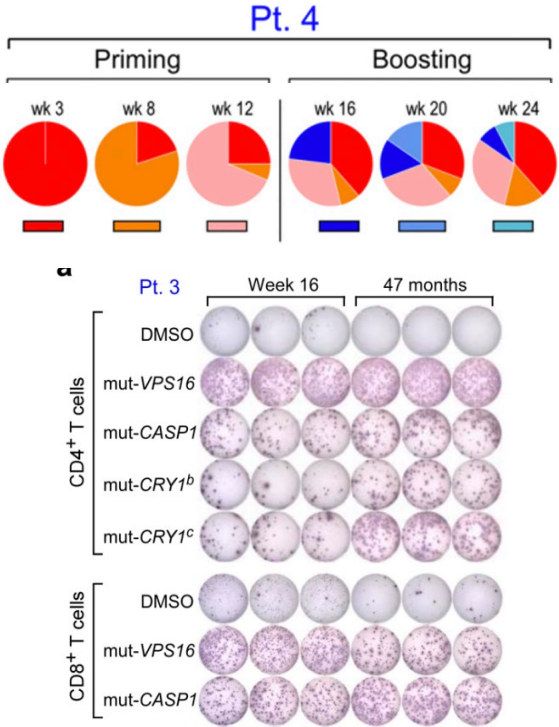 Pt. 4
Priming Boosting
wk 3 wk 8 wk 12 wk 16 wk 20 wk 24
a
Pt. 3 Week 16 47 months
CD4+ T cells
DMSO
mut-VPS16
mut-CASP1
mut-CRY1b
mut-CRY1c
CD8+ T cells
DMSO
mut-VPS16
mut-CASP1